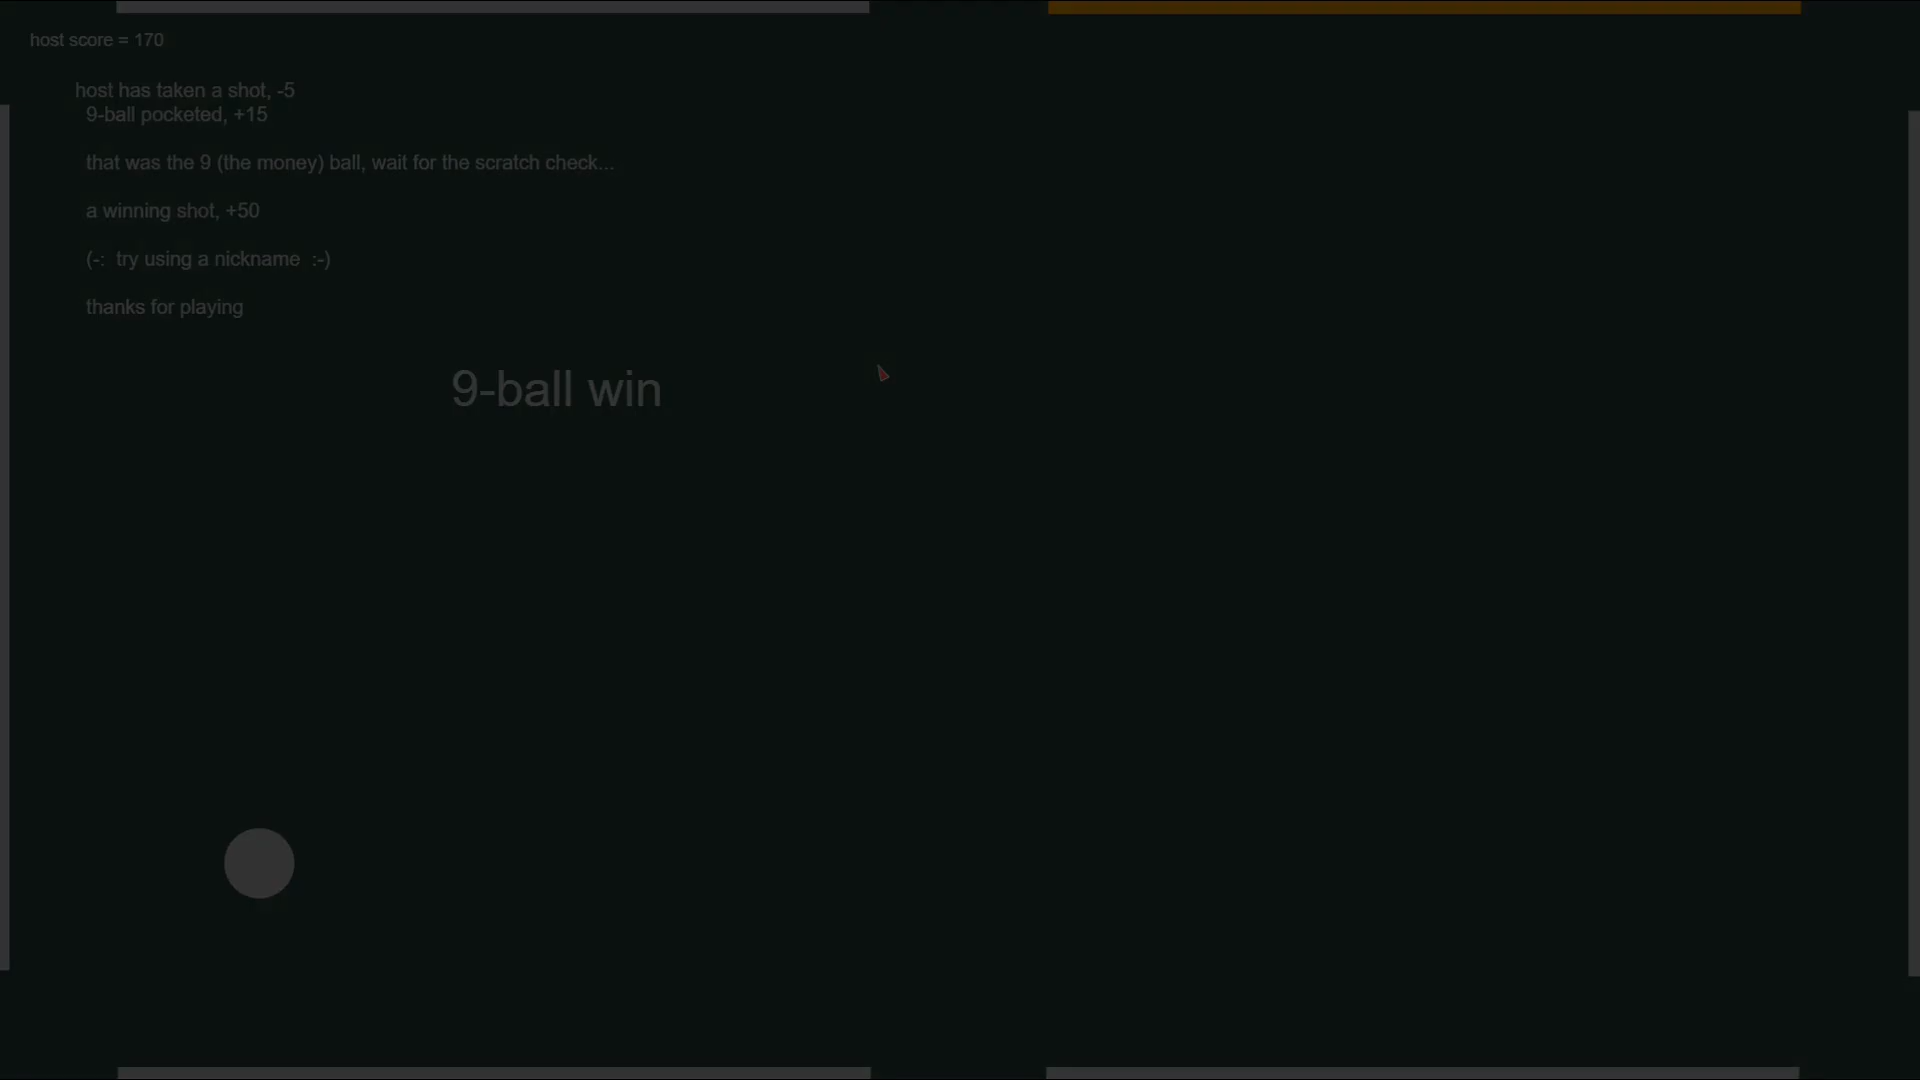 host score = 170
host has taken a shot, -5
9-ball pocketed, +15
that was the 9 (the money) ball, wait for the scratch check...
a winning shot, +50
(-:  try using a nickname  :-)
thanks for playing
9-ball win